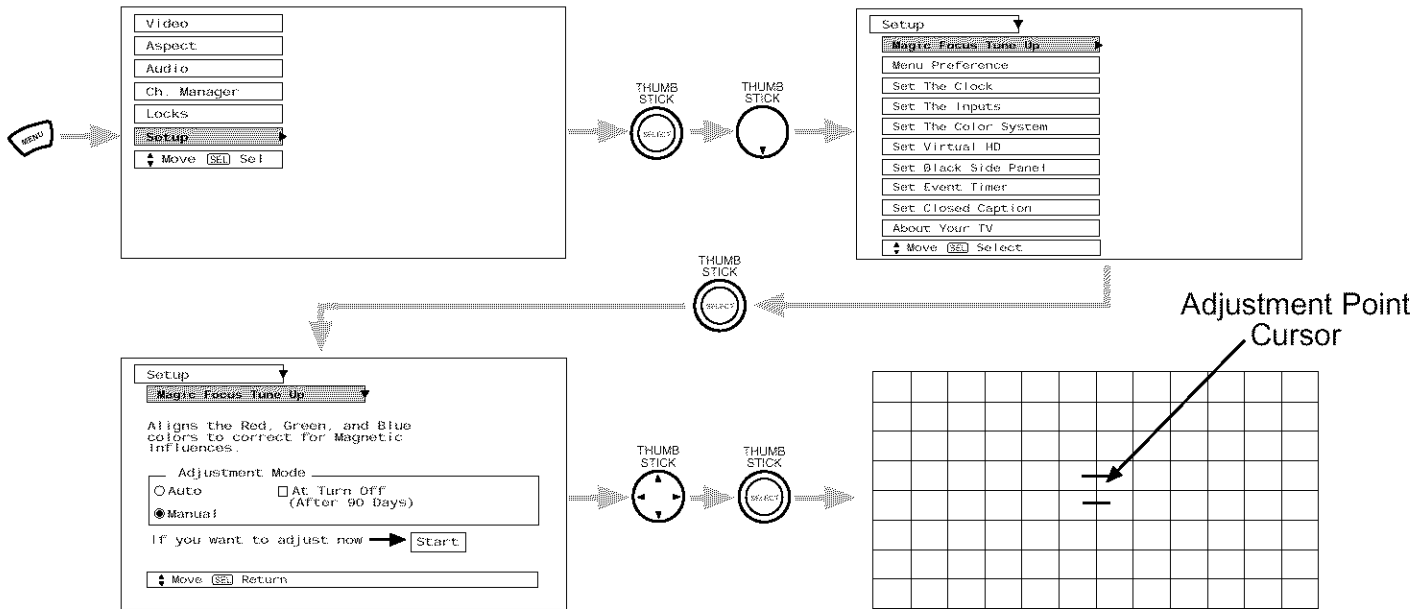 Video
Aspect
Audio
Ch. Manager
Locks
Setup
Move SEL Sel
MENU
THUMB
STICK
SELECT
THUMB
STICK
Setup
Magic Focus Tune Up
Menu Preference
Set The Clock
Set The Inputs
Set The Color System
Set Virtual HD
Set Black Side Panel
Set Event Timer
Set Closed Caption
About Your TV
Move SEL Select
THUMB
STICK
SELECT
Adjustment Point
Cursor
Setup
Magic Focus Tune Up
Aligns the Red, Green, and Blue
colors to correct for Magnetic
Influences.
Adjustment Mode
Auto
At Turn Off
(After 90 Days)
Manual
If you want to adjust now
Start
Move SEL Return
THUMB
STICK
THUMB
STICK
SELECT